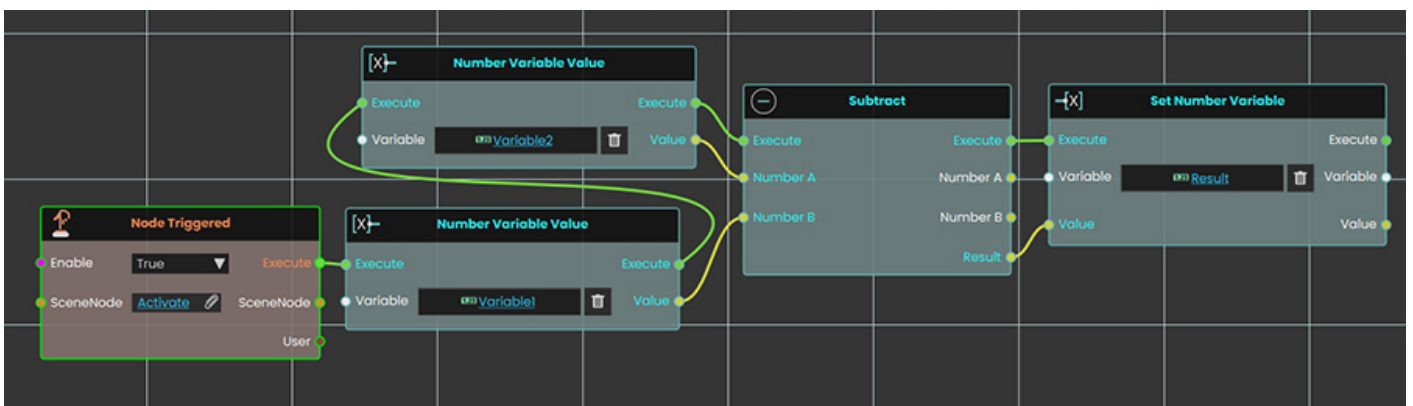 Number Variable Value
Execute Execute
Variable Variable2 Value
Subtract
Execute Execute
Number A Number A
Number B Number B
Result
Set Number Variable
Execute Execute
Variable Result Variable
Value Value
Node Triggered
Enable True Execute
SceneNode Activate SceneNode
User
Number Variable Value
Execute Execute
Variable Variable1 Value